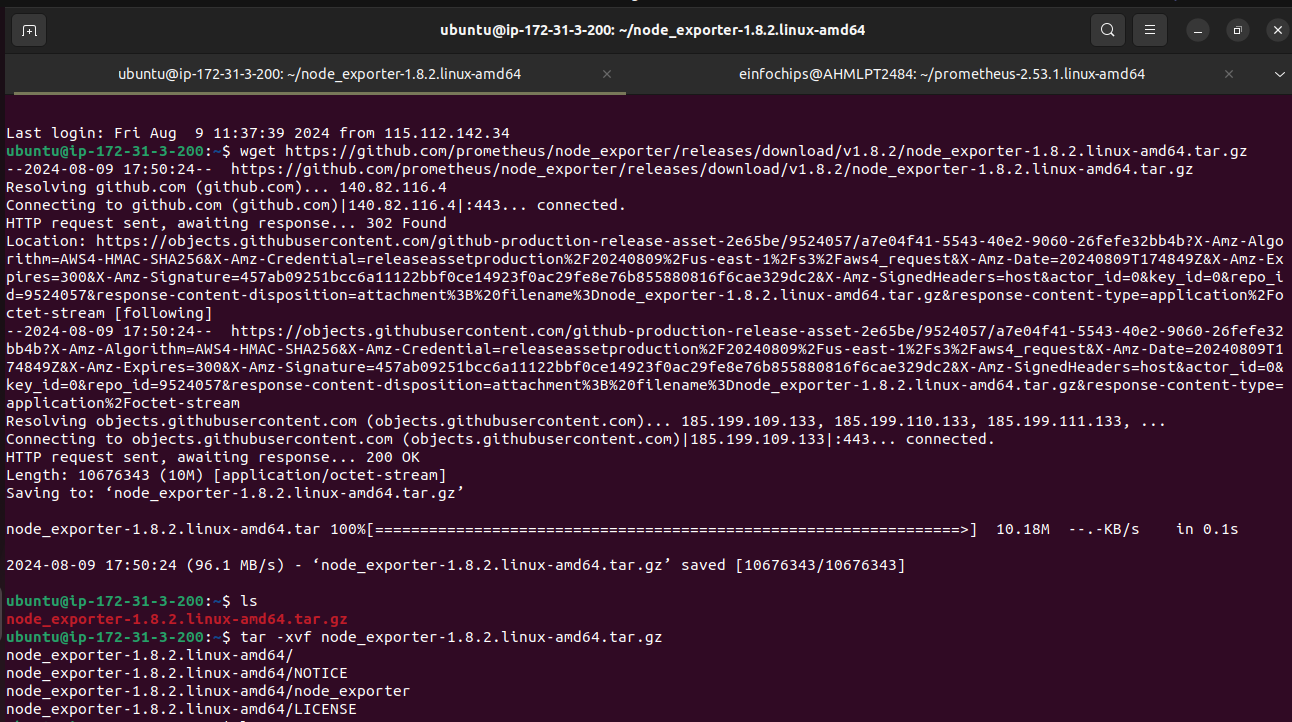 ubuntu@ip-172-31-3-200: ~/node_exporter-1.8.2.linux-amd64
ubuntu@ip-172-31-3-200: ~/node_exporter-1.8.2.linux-amd64
einfochips@AHMLPT2484: ~/prometheus-2.53.1.linux-amd64
Last login: Fri Aug  9 11:37:39 2024 from 115.112.142.34
ubuntu@ip-172-31-3-200:~$ wget https://github.com/prometheus/node_exporter/releases/download/v1.8.2/node_exporter-1.8.2.linux-amd64.tar.gz
--2024-08-09 17:50:24--  https://github.com/prometheus/node_exporter/releases/download/v1.8.2/node_exporter-1.8.2.linux-amd64.tar.gz
Resolving github.com (github.com)... 140.82.116.4
Connecting to github.com (github.com)|140.82.116.4|:443... connected.
HTTP request sent, awaiting response... 302 Found
Location: https://objects.githubusercontent.com/github-production-release-asset-2e65be/9524057/a7e04f41-5543-40e2-9060-26fefe32bb4b?X-Amz-Algo
rithm=AWS4-HMAC-SHA256&X-Amz-Credential=releaseassetproduction%2F20240809%2Fus-east-1%2Fs3%2Faws4_request&X-Amz-Date=20240809T174849Z&X-Amz-Ex
pires=300&X-Amz-Signature=457ab09251bcc6a11122bbf0ce14923f0ac29fe8e76b855880816f6cae329dc2&X-Amz-SignedHeaders=host&actor_id=0&key_id=0&repo_i
d=9524057&response-content-disposition=attachment%3B%20filename%3Dnode_exporter-1.8.2.linux-amd64.tar.gz&response-content-type=application%2Fo
ctet-stream [following]
--2024-08-09 17:50:24--  https://objects.githubusercontent.com/github-production-release-asset-2e65be/9524057/a7e04f41-5543-40e2-9060-26fefe32
bb4b?X-Amz-Algorithm=AWS4-HMAC-SHA256&X-Amz-Credential=releaseassetproduction%2F20240809%2Fus-east-1%2Fs3%2Faws4_request&X-Amz-Date=20240809T1
74849Z&X-Amz-Expires=300&X-Amz-Signature=457ab09251bcc6a11122bbf0ce14923f0ac29fe8e76b855880816f6cae329dc2&X-Amz-SignedHeaders=host&actor_id=0&
key_id=0&repo_id=9524057&response-content-disposition=attachment%3B%20filename%3Dnode_exporter-1.8.2.linux-amd64.tar.gz&response-content-type=
application%2Foctet-stream
Resolving objects.githubusercontent.com (objects.githubusercontent.com)... 185.199.109.133, 185.199.110.133, 185.199.111.133, ...
Connecting to objects.githubusercontent.com (objects.githubusercontent.com)|185.199.109.133|:443... connected.
HTTP request sent, awaiting response... 200 OK
Length: 10676343 (10M) [application/octet-stream]
Saving to: ‘node_exporter-1.8.2.linux-amd64.tar.gz’
node_exporter-1.8.2.linux-amd64.tar 100%[=================================================================>]  10.18M  --.-KB/s    in 0.1s
2024-08-09 17:50:24 (96.1 MB/s) - ‘node_exporter-1.8.2.linux-amd64.tar.gz’ saved [10676343/10676343]
ubuntu@ip-172-31-3-200:~$ ls
node_exporter-1.8.2.linux-amd64.tar.gz
ubuntu@ip-172-31-3-200:~$ tar -xvf node_exporter-1.8.2.linux-amd64.tar.gz
node_exporter-1.8.2.linux-amd64/
node_exporter-1.8.2.linux-amd64/NOTICE
node_exporter-1.8.2.linux-amd64/node_exporter
node_exporter-1.8.2.linux-amd64/LICENSE